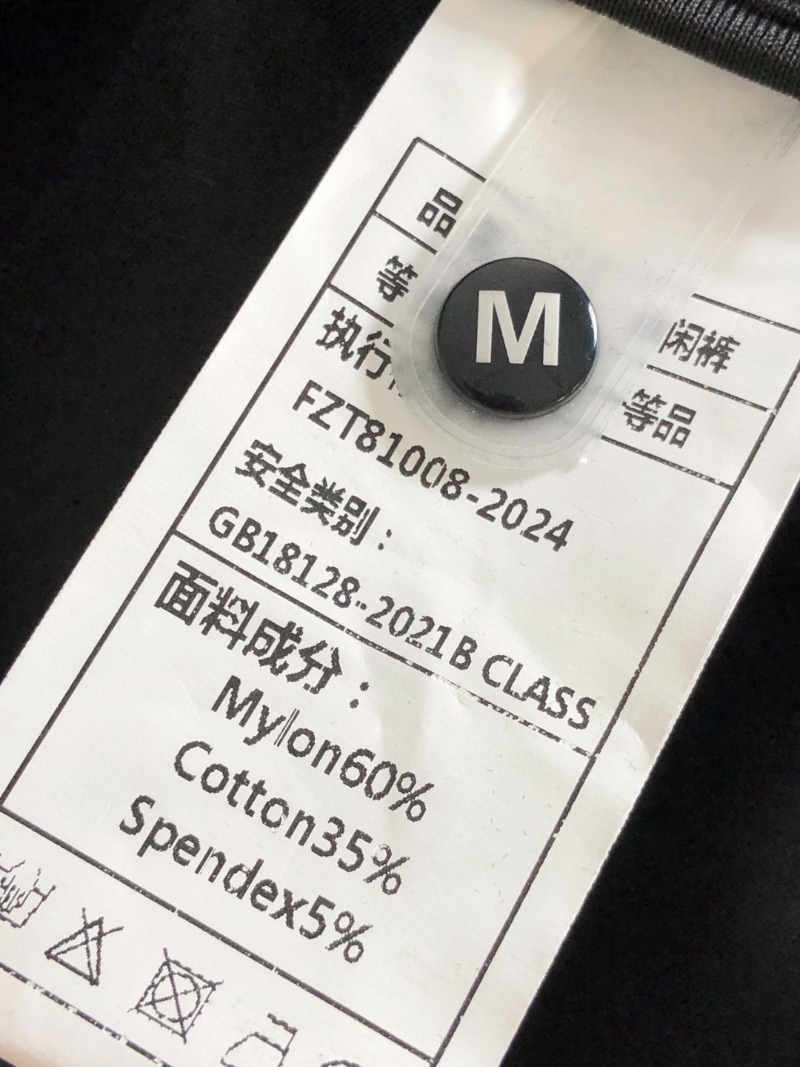 品 闲裤
等 等品
M
执行
FZT81008-2024
安全类别：
GB18128-2021B CLASS
面料成分：
Mylon60%
Cotton35%
Spendex5%